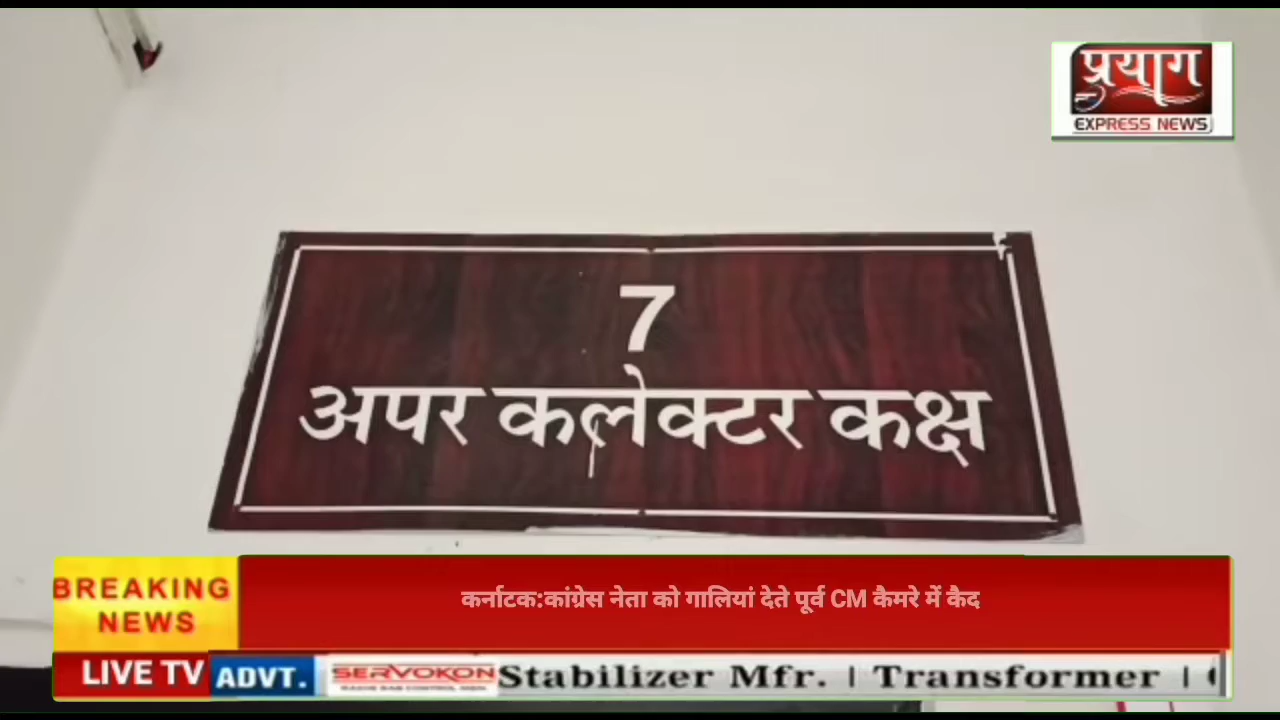 प्रयाग
EXPRESS NEWS
7
अपर कलेक्टर कक्ष
BREAKING
NEWS
कर्नाटक:कांग्रेस नेता को गालियां देते पूर्व CM कैमरे में कैद
LIVE TV
ADVT.
SERVOKON
Stabilizer Mfr. | Transformer |